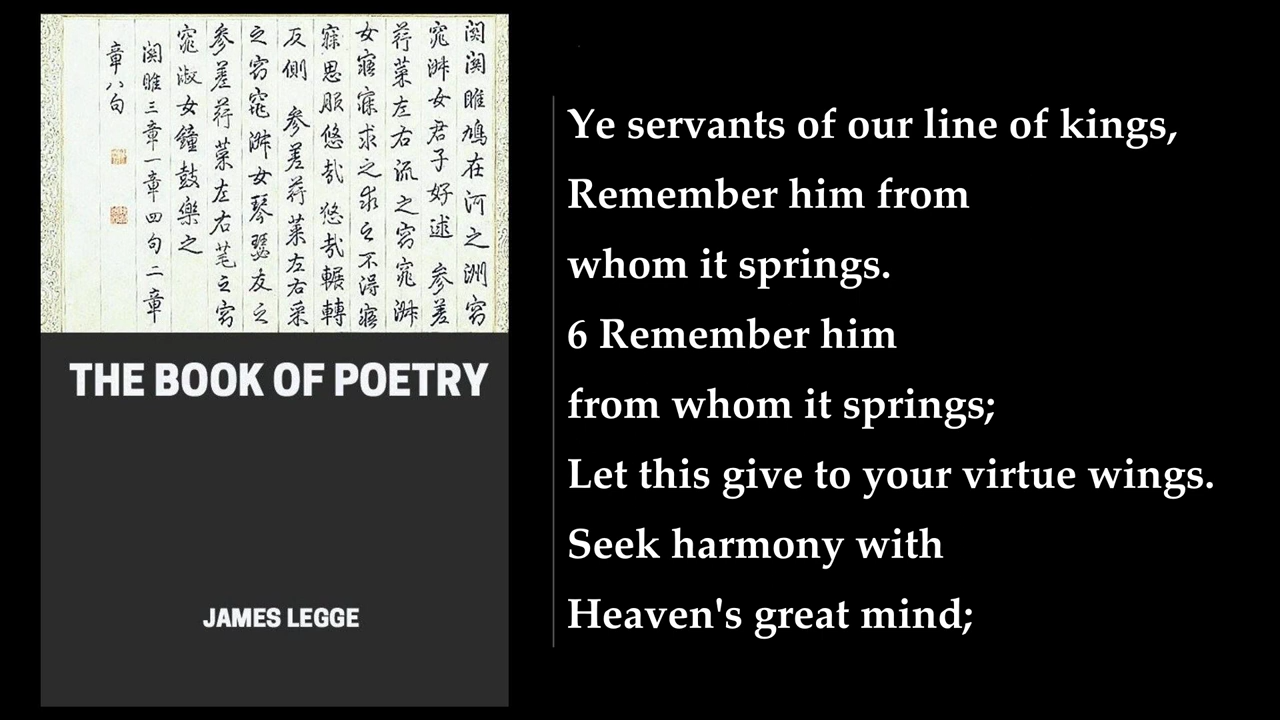 關關雎鳩在河之洲窈
窕淑女君子好逑 參差
荇菜左右流之窈窕淑
女寤寐求之求之不得寤
寐思服悠哉悠哉輾轉
反側 參差荇菜左右采
之窈窕淑女琴瑟友之
參差荇菜左右芼之窈
窕淑女鐘鼓樂之
關雎三章一章四句二章
章八句
THE BOOK OF POETRY
JAMES LEGGE
Ye servants of our line of kings,
Remember him from
whom it springs.
6 Remember him
from whom it springs;
Let this give to your virtue wings.
Seek harmony with
Heaven's great mind;